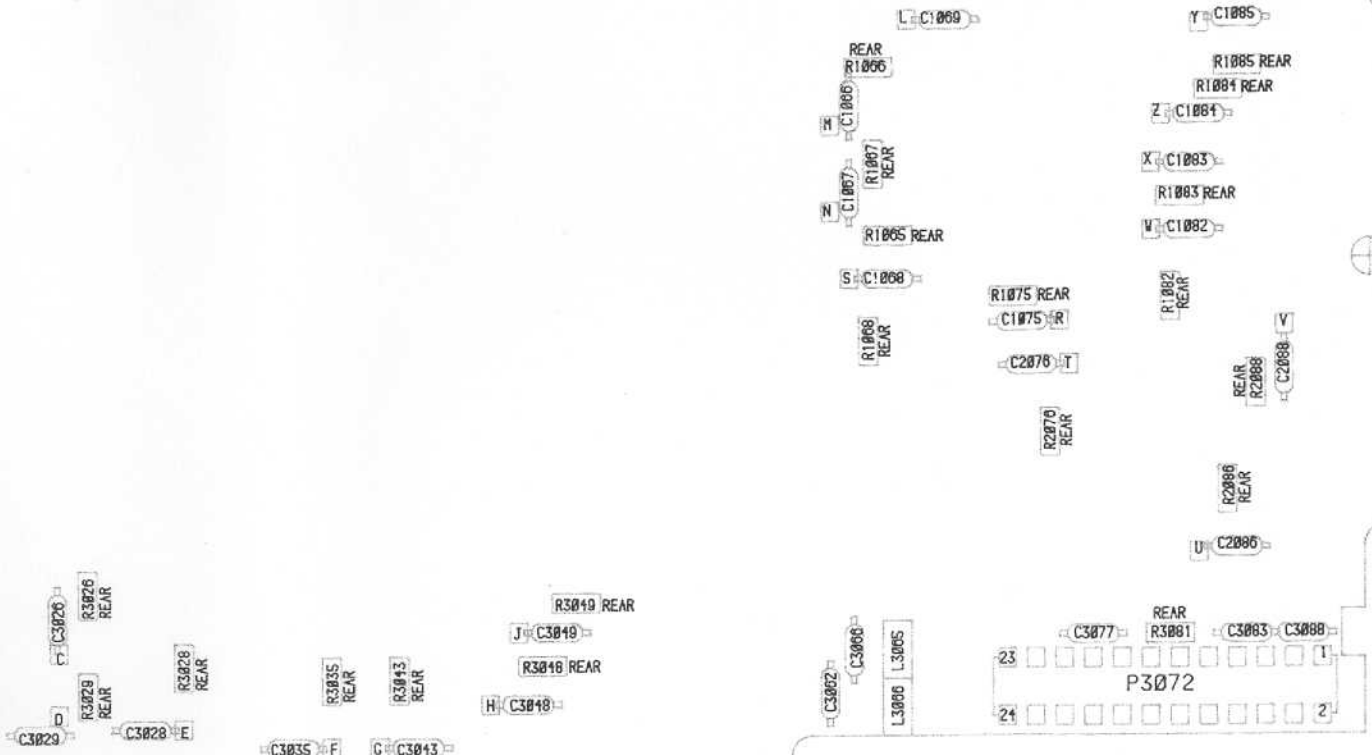 L C1069
Y C1085
REAR
R1066
R1085 REAR
R1084 REAR
C1066
M
Z C1084
R1067
REAR
X C1083
C1067
N
R1083 REAR
W C1082
R1065 REAR
S C1068
R1082
REAR
R1075 REAR
C1075 R
V
R1068
REAR
C2076 T
REAR
R2088
C2088
R2076
REAR
R2086
REAR
U C2086
C3026
C
R3026
REAR
R3049 REAR
J C3049
REAR
C3077 R3081 C3083 C3088
C3066
L3065
R3028
REAR
R3035
REAR
R3043
REAR
R3048 REAR
23 1
P3072
R3029
REAR
D
C3029
C3028 E
H C3048
C3062
L3066
24 2
C3035 F
G C3043